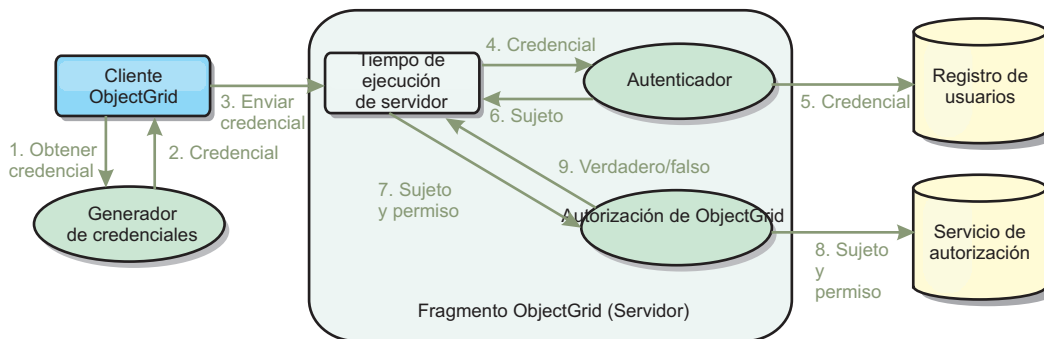 Cliente
ObjectGrid
1. Obtener
credencial
2. Credencial
Generador
de credenciales
3. Enviar
credencial
Tiempo de
ejecución
de servidor
4. Credencial
Autenticador
6. Sujeto
5. Credencial
Registro de
usuarios
9. Verdadero/falso
7. Sujeto
y permiso
Autorización de ObjectGrid
8. Sujeto
y
permiso
Servicio de
autorización
Fragmento ObjectGrid (Servidor)